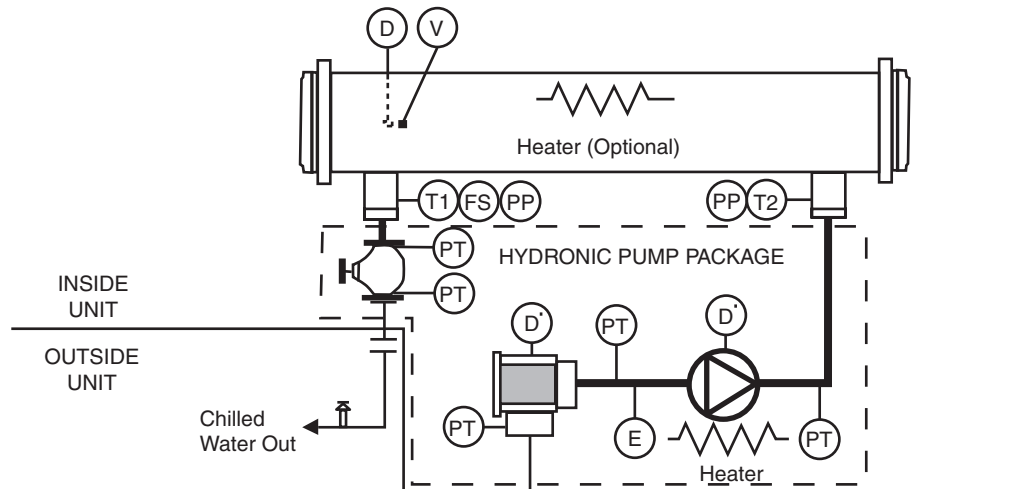 D
V
Heater (Optional)
T1
FS
PP
PP
T2
PT
HYDRONIC PUMP PACKAGE
PT
INSIDE
UNIT
D*
PT
D*
OUTSIDE
UNIT
Chilled
Water Out
PT
E
PT
Heater